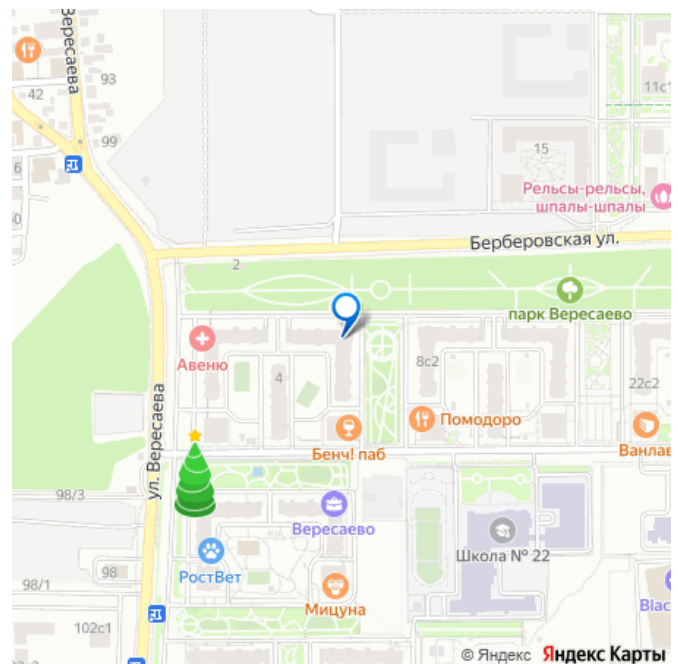 Вересаева
93
42
99
11с1
15
6
Рельсы-рельсы,
шпалы-шпалы
50
Берберовская ул.
2
парк Вересаево
Авеню
4
8с2
22с2
Помодоро
Бенч! паб
Ванлав
ул. Вересаева
98/3
Вересаево
Школа № 22
98
РостВет
98/1
Мицуна
Blac
102с1
© Яндекс Яндекс Карты